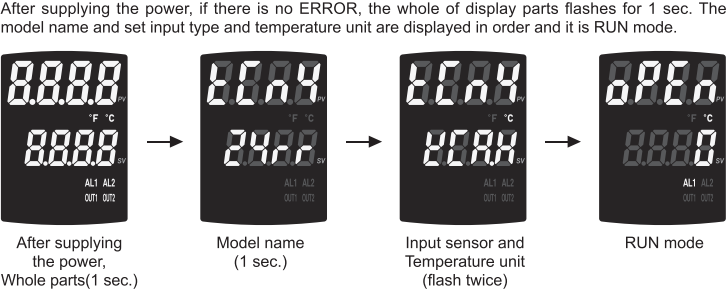 After supplying the power, if there is no ERROR, the whole of display parts flashes for 1 sec. The
model name and set input type and temperature unit are displayed in order and it is RUN mode.
8.8.8.8 PV
°F °C
8.8.8.8 SV
AL1 AL2
OUT1 OUT2
After supplying
the power,
Whole parts(1 sec.)
tCn4 PV
°F °C
24rr SV
AL1 AL2
OUT1 OUT2
Model name
(1 sec.)
tCn4 PV
°F °C
SV
AL1 AL2
OUT1 OUT2
Input sensor and
Temperature unit
(flash twice)
oPEn PV
°F °C
0 SV
AL1 AL2
OUT1 OUT2
RUN mode